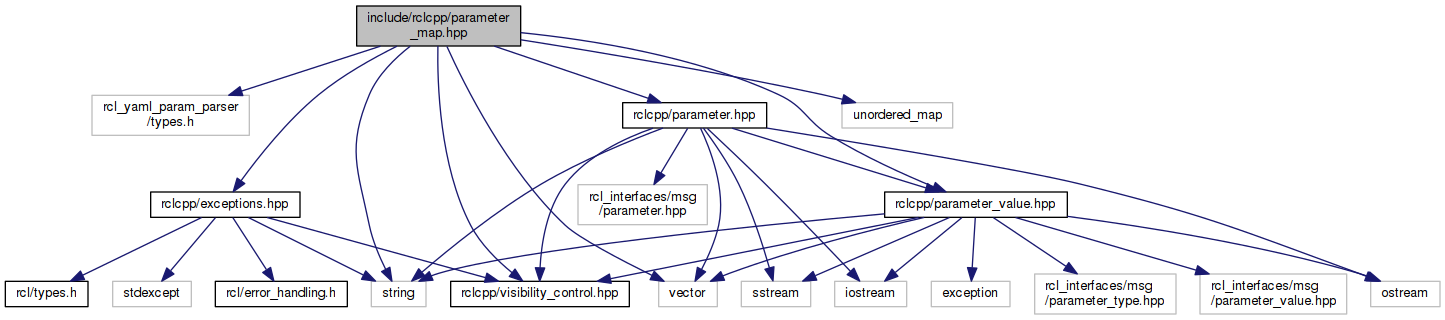 include/rclcpp/parameter
_map.hpp
rcl_yaml_param_parser
/types.h
rclcpp/parameter.hpp
unordered_map
rclcpp/exceptions.hpp
rcl_interfaces/msg
/parameter.hpp
rclcpp/parameter_value.hpp
rcl/types.h
stdexcept
rcl/error_handling.h
string
rclcpp/visibility_control.hpp
vector
sstream
iostream
exception
rcl_interfaces/msg
/parameter_type.hpp
rcl_interfaces/msg
/parameter_value.hpp
ostream